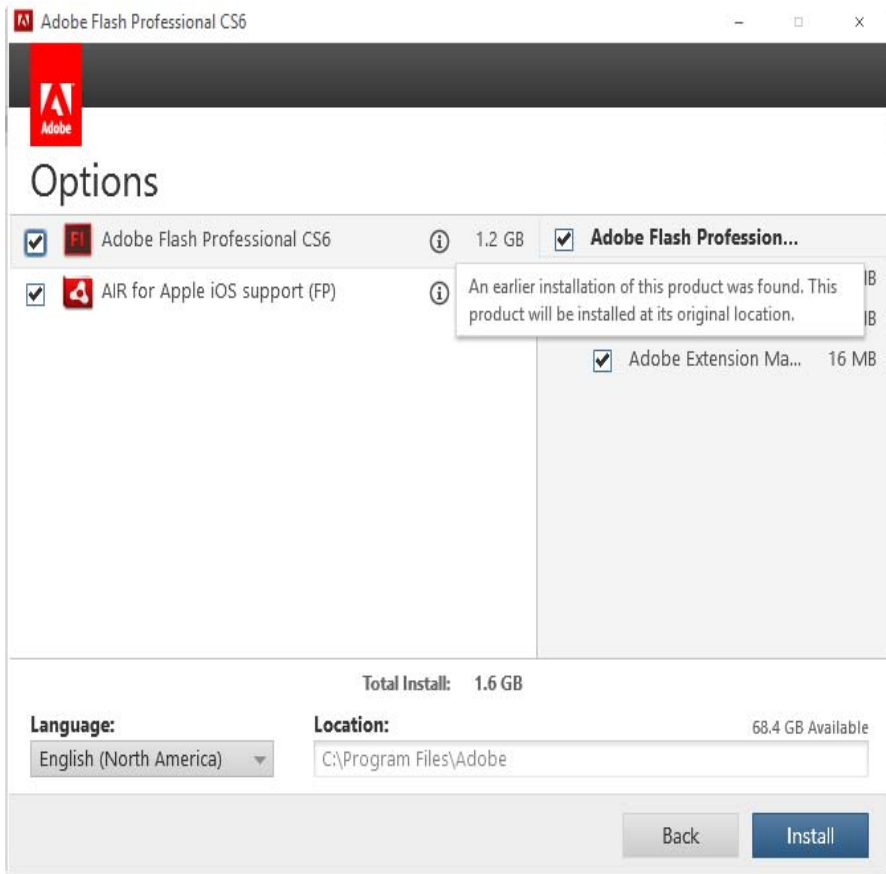 Adobe Flash Professional CS6
Adobe
Options
Adobe Flash Professional CS6 1.2 GB
Adobe Flash Profession...
AIR for Apple iOS support (FP)
An earlier installation of this product was found. This
product will be installed at its original location.
Adobe Extension Ma... 16 MB
Total Install: 1.6 GB
Language:
Location:
68.4 GB Available
English (North America)
C:\Program Files\Adobe
Back
Install